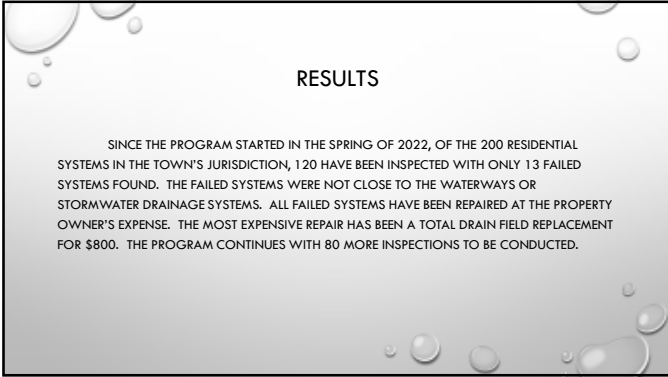 RESULTS
SINCE THE PROGRAM STARTED IN THE SPRING OF 2022, OF THE 200 RESIDENTIAL
SYSTEMS IN THE TOWN'S JURISDICTION, 120 HAVE BEEN INSPECTED WITH ONLY 13 FAILED
SYSTEMS FOUND. THE FAILED SYSTEMS WERE NOT CLOSE TO THE WATERWAYS OR
STORMWATER DRAINAGE SYSTEMS. ALL FAILED SYSTEMS HAVE BEEN REPAIRED AT THE PROPERTY
OWNER'S EXPENSE. THE MOST EXPENSIVE REPAIR HAS BEEN A TOTAL DRAIN FIELD REPLACEMENT
FOR $800. THE PROGRAM CONTINUES WITH 80 MORE INSPECTIONS TO BE CONDUCTED.